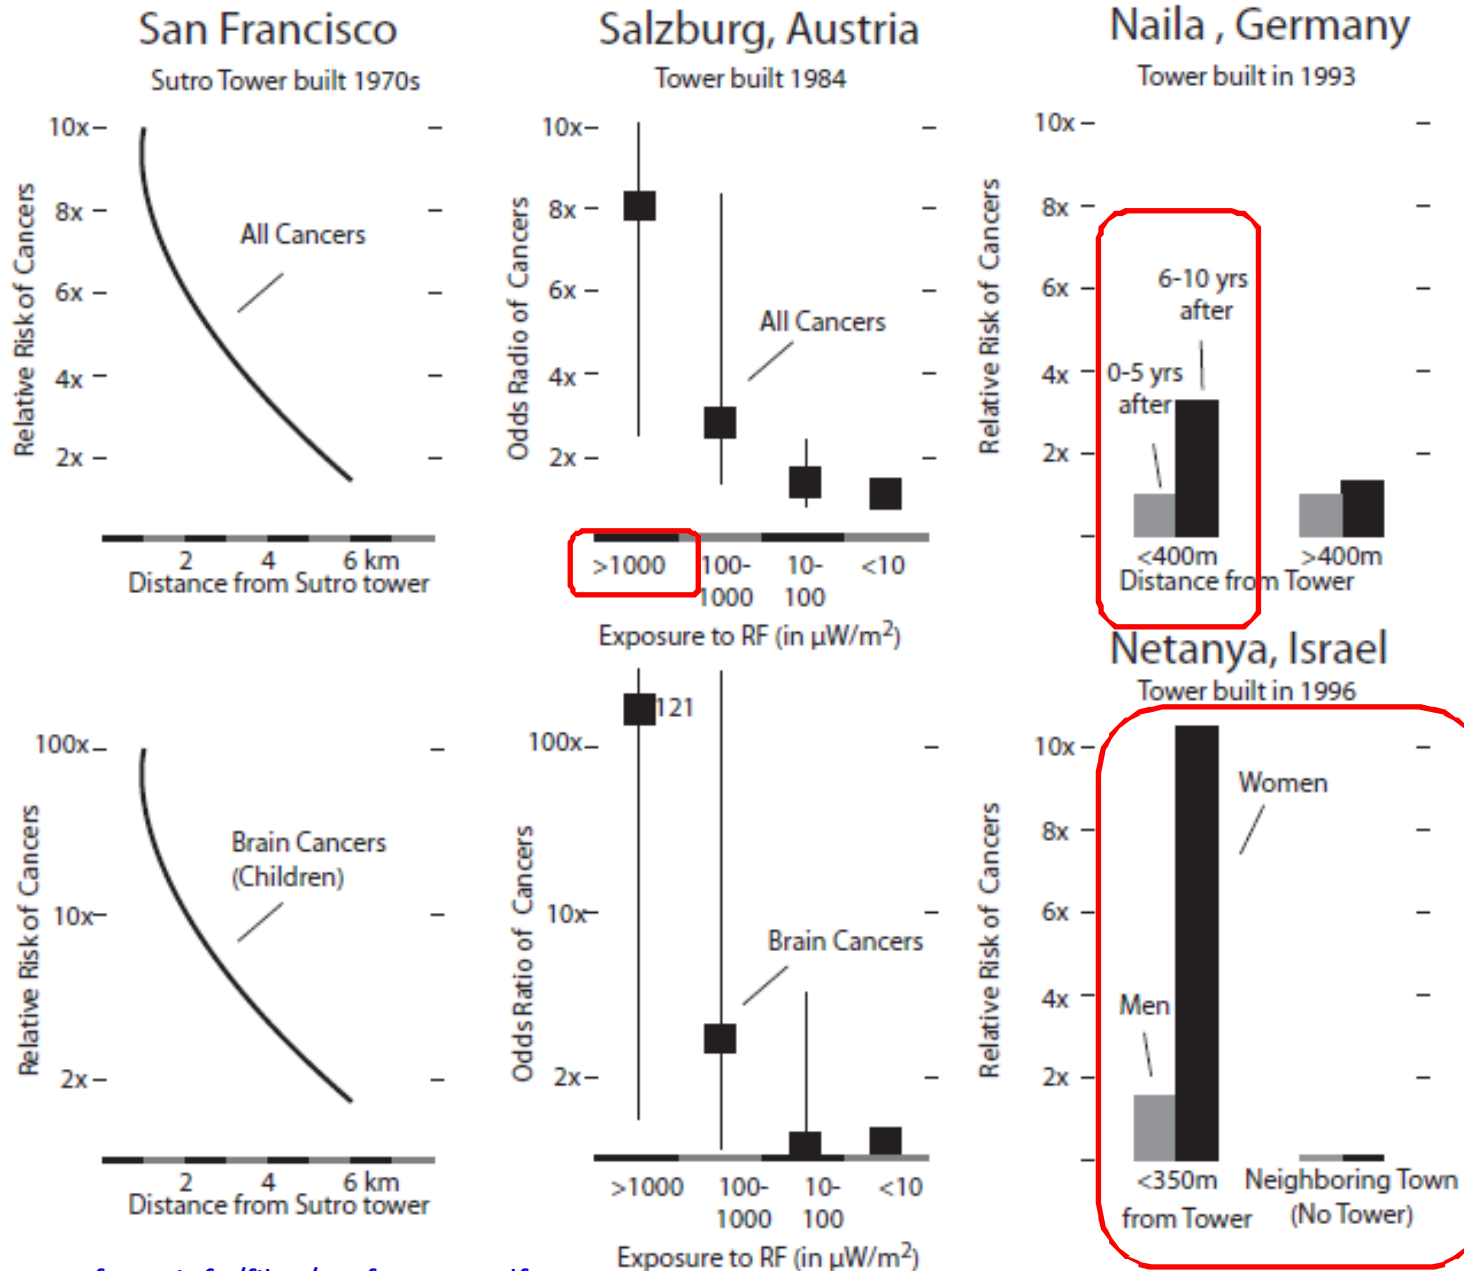 San Francisco
Sutro Tower built 1970s
10x
8x
6x
4x
2x
Relative Risk of Cancers
All Cancers
2
4
6 km
Distance from Sutro tower
Salzburg, Austria
Tower built 1984
10x
8x
6x
4x
2x
Odds Radio of Cancers
All Cancers
>1000
100-
1000
10-
100
<10
Exposure to RF (in µW/m²)
Naila , Germany
Tower built in 1993
10x
8x
6x
4x
2x
Relative Risk of Cancers
6-10 yrs
after
0-5 yrs
after
<400m
>400m
Distance from Tower
100x
10x
2x
Relative Risk of Cancers
Brain Cancers
(Children)
2
4
6 km
Distance from Sutro tower
121
100x
10x
2x
Odds Ratio of Cancers
Brain Cancers
>1000
100-
1000
10-
100
<10
Exposure to RF (in µW/m²)
Netanya, Israel
Tower built in 1996
10x
8x
6x
4x
2x
Relative Risk of Cancers
Women
Men
<350m
from Tower
Neighboring Town
(No Tower)